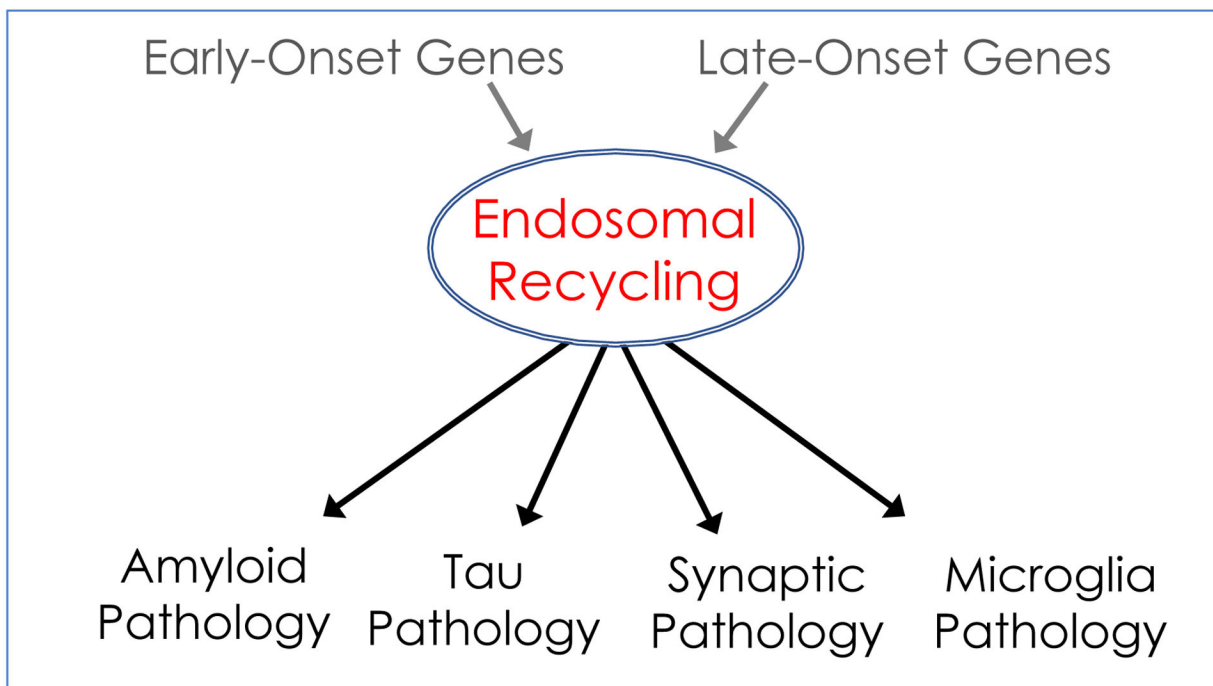 Early-Onset Genes
Late-Onset Genes
Endosomal
Recycling
Amyloid
Pathology
Tau
Pathology
Synaptic
Pathology
Microglia
Pathology